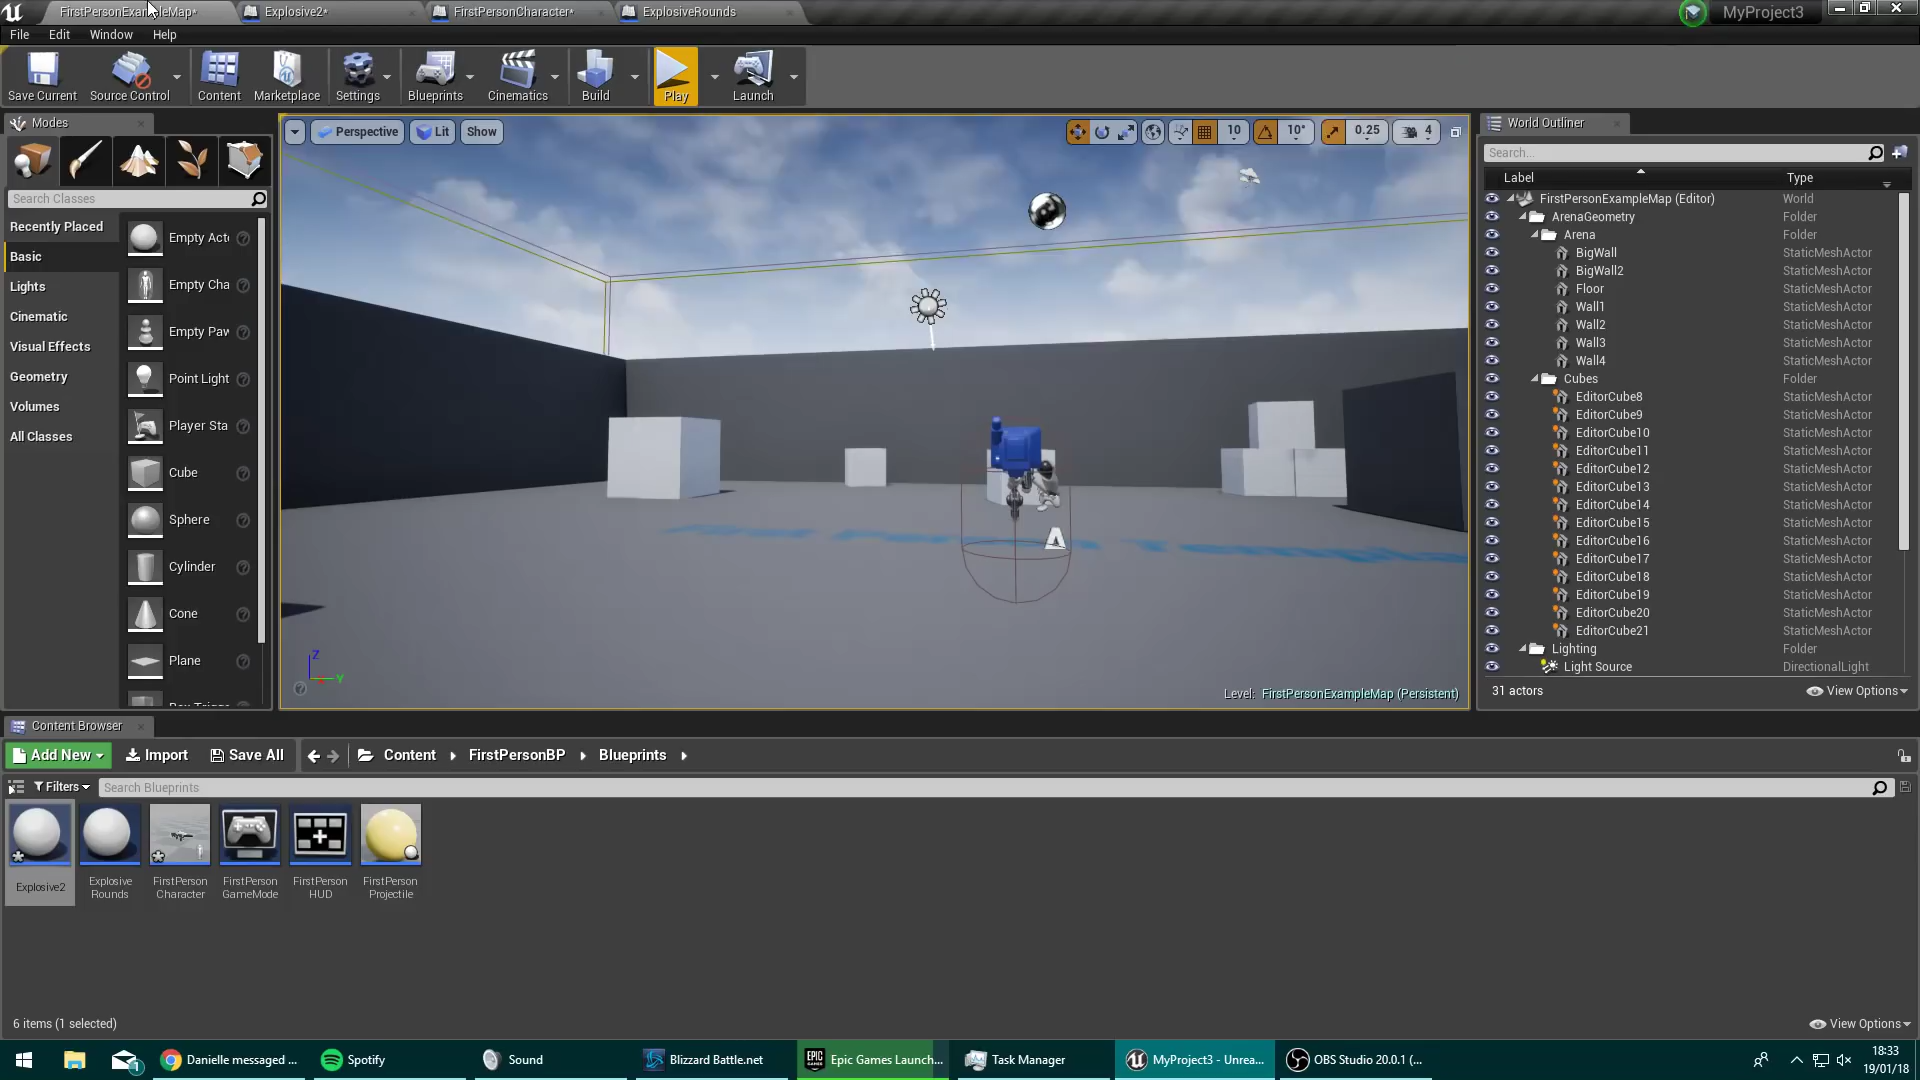 FirstPersonExampleMap*
Explosive2*
FirstPersonCharacter*
ExplosiveRounds
MyProject3
File
Edit
Window
Help
Save Current
Source Control
Content
Marketplace
Settings
Blueprints
Cinematics
Build
Play
Launch
Modes
Search Classes
Recently Placed
Basic
Lights
Cinematic
Visual Effects
Geometry
Volumes
All Classes
Empty Act
Empty Cha
Empty Paw
Point Light
Player Sta
Cube
Sphere
Cylinder
Cone
Plane
Perspective
Lit
Show
10
10°
0.25
4
Z
Y
Level: FirstPersonExampleMap (Persistent)
World Outliner
Search...
Label Type
FirstPersonExampleMap (Editor) World
ArenaGeometry Folder
Arena Folder
BigWall StaticMeshActor
BigWall2 StaticMeshActor
Floor StaticMeshActor
Wall1 StaticMeshActor
Wall2 StaticMeshActor
Wall3 StaticMeshActor
Wall4 StaticMeshActor
Cubes Folder
EditorCube8 StaticMeshActor
EditorCube9 StaticMeshActor
EditorCube10 StaticMeshActor
EditorCube11 StaticMeshActor
EditorCube12 StaticMeshActor
EditorCube13 StaticMeshActor
EditorCube14 StaticMeshActor
EditorCube15 StaticMeshActor
EditorCube16 StaticMeshActor
EditorCube17 StaticMeshActor
EditorCube18 StaticMeshActor
EditorCube19 StaticMeshActor
EditorCube20 StaticMeshActor
EditorCube21 StaticMeshActor
Lighting Folder
Light Source DirectionalLight
31 actors
View Options
Content Browser
Add New
Import
Save All
Content
FirstPersonBP
Blueprints
Filters
Search Blueprints
Explosive2
Explosive
Rounds
FirstPerson
Character
FirstPerson
GameMode
FirstPerson
HUD
FirstPerson
Projectile
6 items (1 selected)
View Options
1
Danielle messaged ...
Spotify
Sound
Blizzard Battle.net
Epic Games Launch...
Task Manager
MyProject3 - Unrea...
OBS Studio 20.0.1 (...
18:33
19/01/18